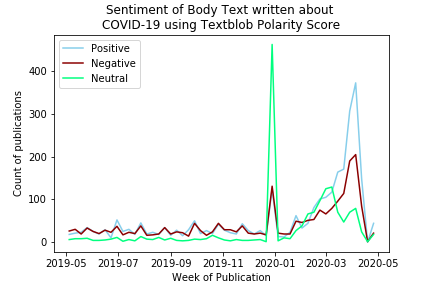 Sentiment of Body Text written about
COVID-19 using Textblob Polarity Score
Positive
Negative
Neutral
Count of publications
400
300
200
100
0
2019-05 2019-07 2019-09 2019-11 2020-01 2020-03 2020-05
Week of Publication